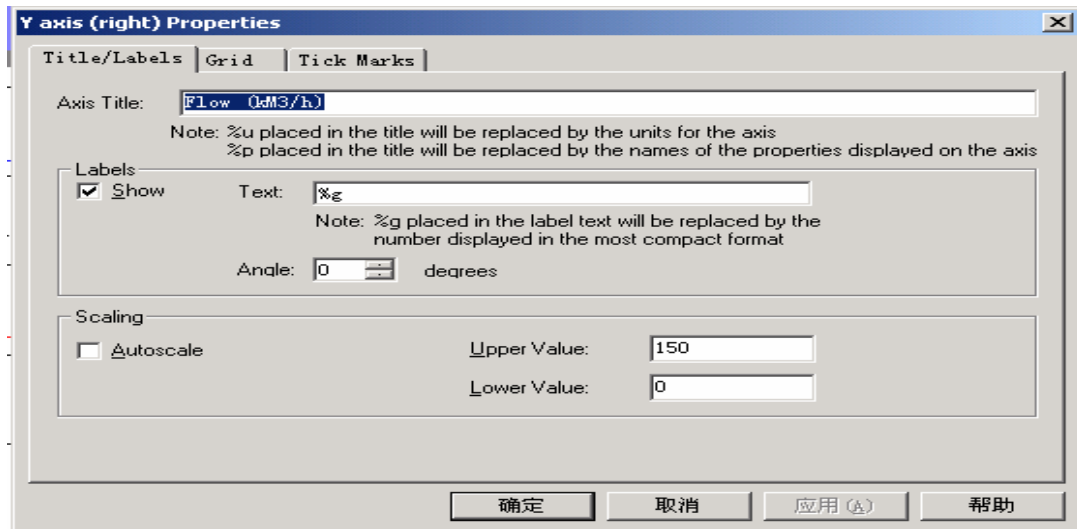 Y axis (right) Properties
Title/Labels Grid Tick Marks
Axis Title: Flow (kM3/h)
Note: %u placed in the title will be replaced by the units for the axis
%p placed in the title will be replaced by the names of the properties displayed on the axis
Labels
Show Text: %g
Note: %g placed in the label text will be replaced by the
number displayed in the most compact format
Angle: 0 degrees
Scaling
Autoscale Upper Value: 150
Lower Value: 0
确定 取消 应用(A) 帮助